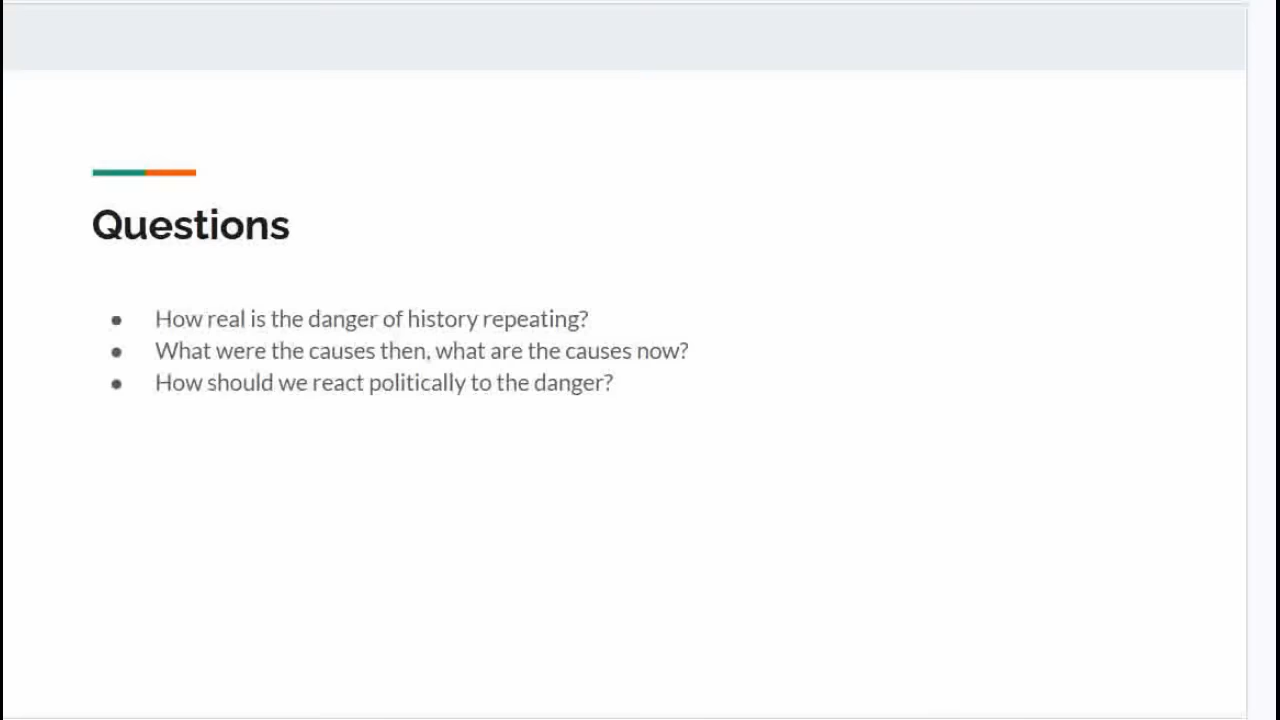 Questions
● How real is the danger of history repeating?
● What were the causes then, what are the causes now?
● How should we react politically to the danger?